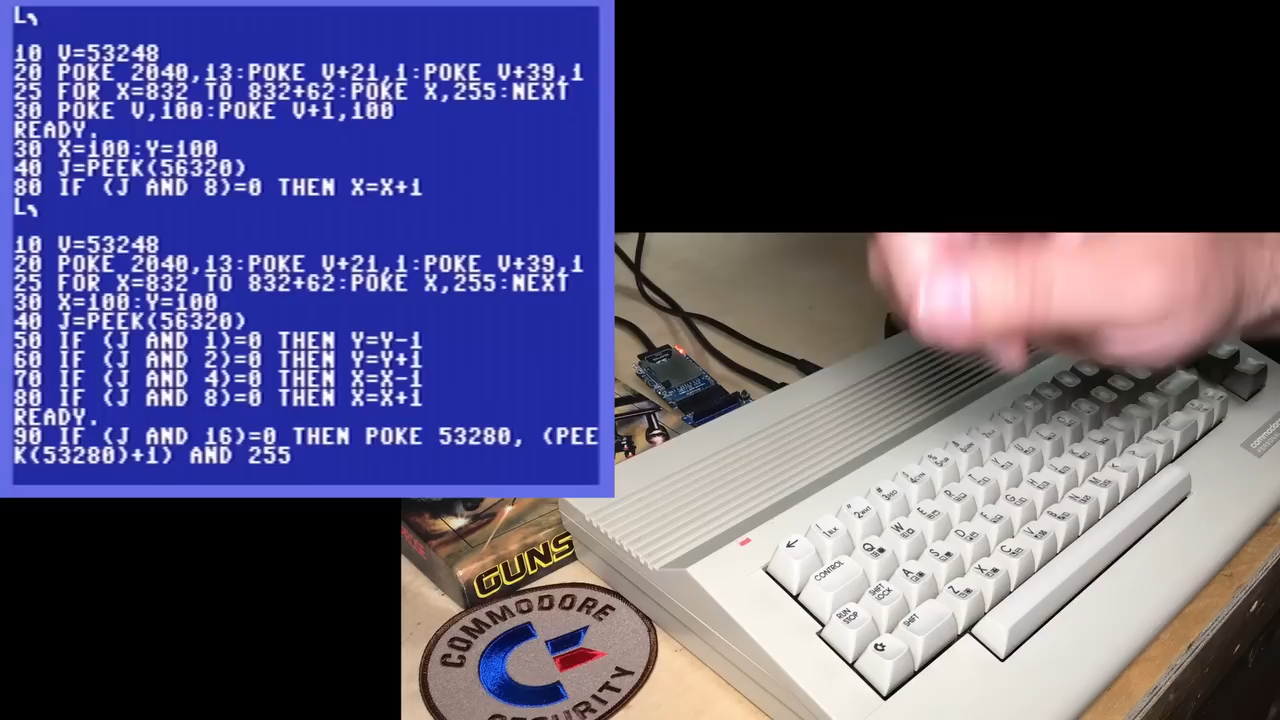 L╮
10 V=53248
20 POKE 2040,13:POKE V+21,1:POKE V+39,1
25 FOR X=832 TO 832+62:POKE X,255:NEXT
30 POKE V,100:POKE V+1,100
READY.
30 X=100:Y=100
40 J=PEEK(56320)
80 IF (J AND 8)=0 THEN X=X+1
L╮
10 V=53248
20 POKE 2040,13:POKE V+21,1:POKE V+39,1
25 FOR X=832 TO 832+62:POKE X,255:NEXT
30 X=100:Y=100
40 J=PEEK(56320)
50 IF (J AND 1)=0 THEN Y=Y-1
60 IF (J AND 2)=0 THEN Y=Y+1
70 IF (J AND 4)=0 THEN X=X-1
80 IF (J AND 8)=0 THEN X=X+1
READY.
90 IF (J AND 16)=0 THEN POKE 53280, (PEE
K(53280)+1) AND 255
GUNS
COMMODORE
SECURITY
commodore
←
CONTROL
Q
W
E
R
RUN
STOP
SHIFT
LOCK
A
S
D
F
G
SHIFT
Z
X
C
V
B
N
M